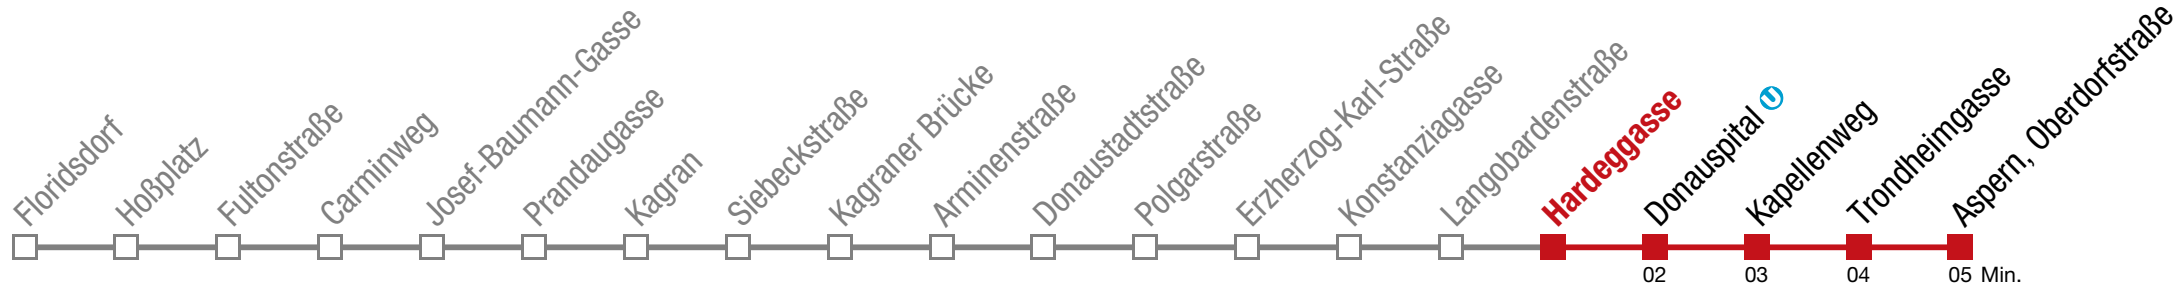 Floridsdorf
Hoßplatz
Fultonstraße
Carminweg
Josef-Baumann-Gasse
Prandaugasse
Kagran
Siebeckstraße
Kagraner Brücke
Arminenstraße
Donaustadtstraße
Polgarstraße
Erzherzog-Karl-Straße
Konstanziagasse
Langobardenstraße
Hardeggasse
Donauspital U
Kapellenweg
Trondheimgasse
Aspern, Oberdorfstraße
02 03 04 05 Min.